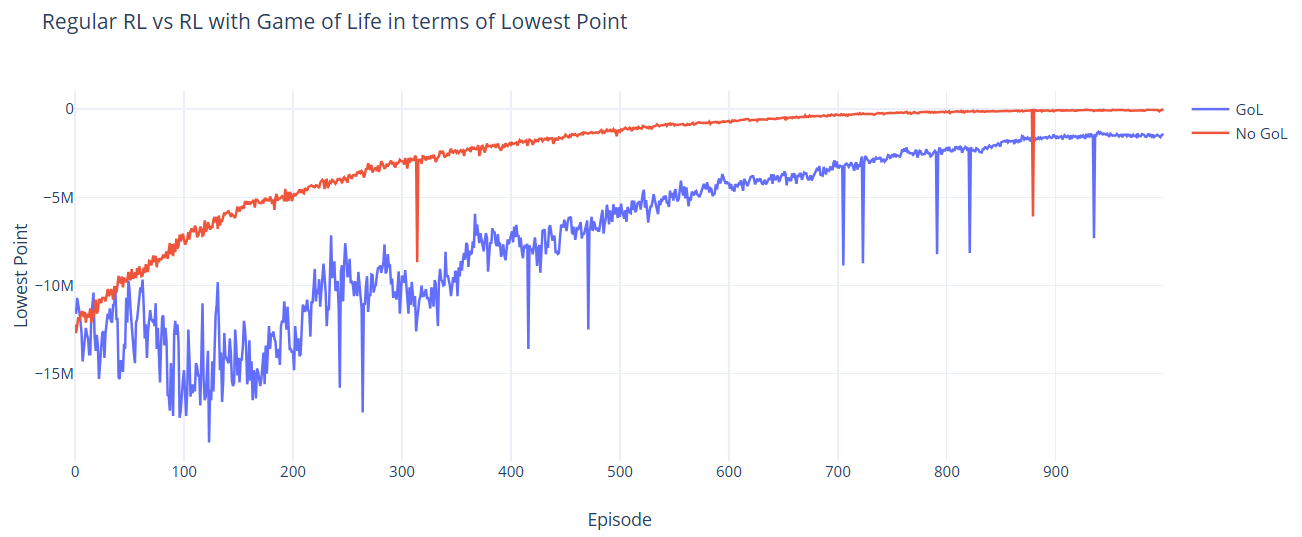 Regular RL vs RL with Game of Life in terms of Lowest Point
0
−5M
−10M
−15M
Lowest Point
0 100 200 300 400 500 600 700 800 900
Episode
GoL
No GoL